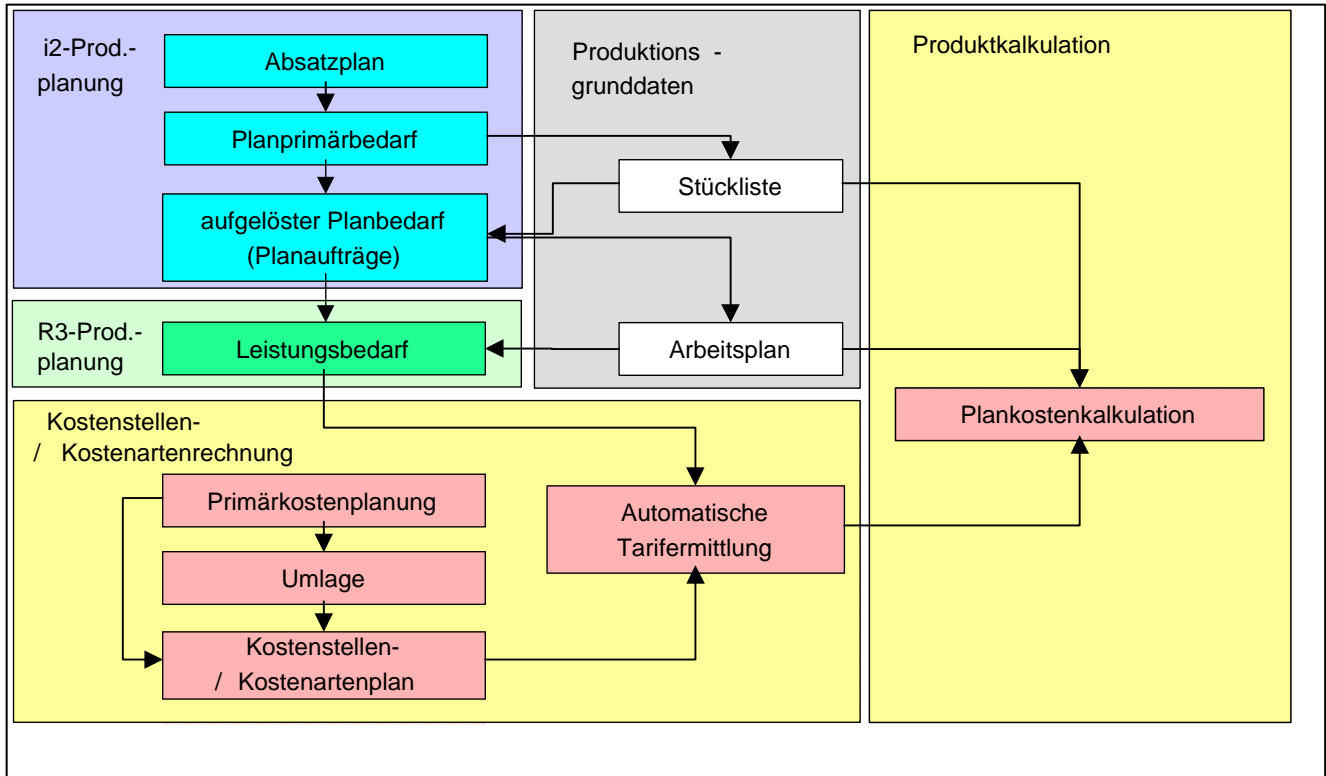 i2-Prod.-
planung
Absatzplan
Planprimärbedarf
aufgelöster Planbedarf
(Planaufträge)
Produktions -
grunddaten
Stückliste
Arbeitsplan
Produktkalkulation
Plankostenkalkulation
R3-Prod.-
planung
Leistungsbedarf
Kostenstellen-
/ Kostenartenrechnung
Primärkostenplanung
Umlage
Kostenstellen-
/ Kostenartenplan
Automatische
Tarifermittlung